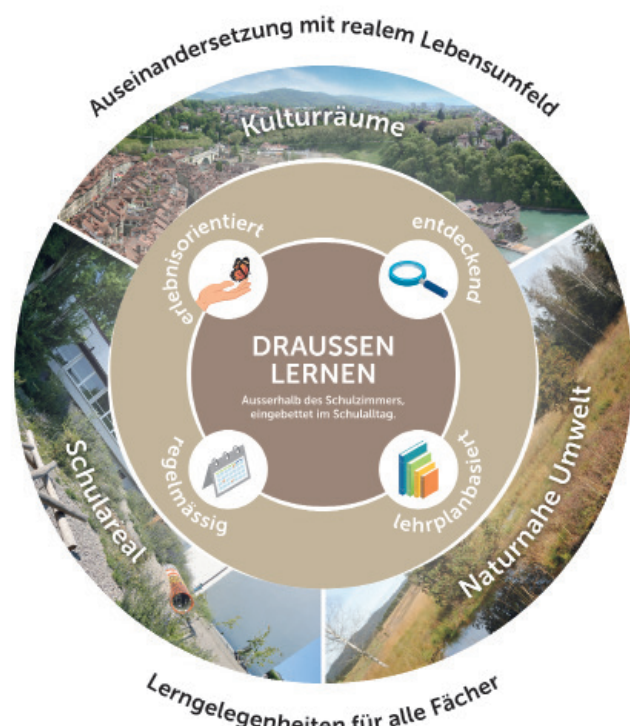 Auseinandersetzung mit realem Lebensumfeld
Kulturräume
erlebnisorientiert
entdeckend
DRAUSSEN
LERNEN
Ausserhalb des Schulzimmers,
eingebettet im Schulalltag.
regelmässig
lehrplanbasiert
Schulareal
Naturnahe Umwelt
Lerngelegenheiten für alle Fächer